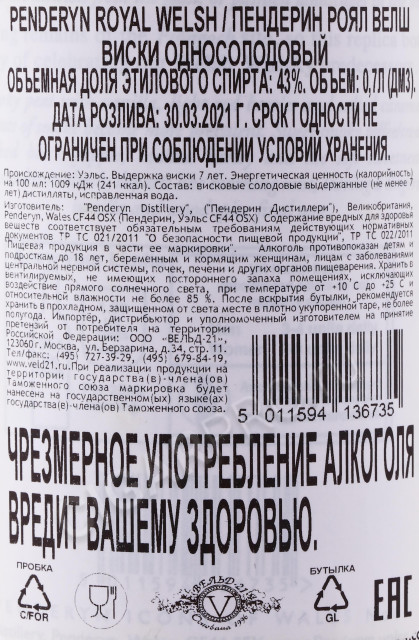 PENDERYN ROYAL WELSH / ПЕНДЕРИН РОЯЛ ВЕЛШ
ВИСКИ ОДНОСОЛОДОВЫЙ
ОБЪЕМНАЯ ДОЛЯ ЭТИЛОВОГО СПИРТА: 43%. ОБЪЕМ: 0,7Л (ДМЭ).
ДАТА РОЗЛИВА: 30.03.2021 Г. СРОК ГОДНОСТИ НЕ
ОГРАНИЧЕН ПРИ СОБЛЮДЕНИИ УСЛОВИЙ ХРАНЕНИЯ.
Происхождение: Уэльс. Выдержка виски 7 лет. Энергетическая ценность (калорийность)
на 100 мл: 1009 кДж (241 ккал). Состав: висковые солодовые выдержанные (не менее 7
лет) дистилляты, исправленная вода.
Изготовитель: "Penderyn Distillery", ("Пендерин Дистиллери"), Великобритания,
Penderyn, Wales CF44 OSX (Пендерин, Уэльс CF44 OSX) Содержание вредных для здоровья
веществ соответствует обязательным требованиям действующих нормативных
документов ТР ТС 021/2011 "О безопасности пищевой продукции", ТР ТС 022/2011
"Пищевая продукция в части ее маркировки". Алкоголь противопоказан детям и
подросткам до 18 лет, беременным и кормящим женщинам, лицам с заболеваниями
центральной нервной системы, почек, печени и других органов пищеварения. Хранить в
вентилируемых, не имеющих постороннего запаха помещениях, исключающих
воздействие прямого солнечного света, при температуре от +10 С до +25 С и
относительной влажности не более 85 %. После вскрытия бутылки, рекомендуется
хранить в прохладном, защищенном от света месте в плотно укупоренной таре, не более
полугода. Импортёр, дистрибьютор и уполномоченный изготовителем на принятие
претензий от потребителя на территории
Российской Федерации: ООО «ВЕЛЬД-21»,
123060 г. Москва, ул. Берзарина, д.34, стр. 11.
Тел/факс: (495) 727-39-29, (495) 679-84-19,
www.veld21.ru.При реализации продукции на
территории государства(в)-члена(ов)
Таможенного союза маркировка будет
нанесена на государственном(ых) языке(ах)
государства(в)-члена(ов) Таможенного союза.
5 011594 136735
ЧРЕЗМЕРНОЕ УПОТРЕБЛЕНИЕ АЛКОГОЛЯ
ВРЕДИТ ВАШЕМУ ЗДОРОВЬЮ.
ПРОБКА
C/FOR
ВЕЛЬД-21
V
Основана 1996
БУТЫЛКА
GL
EAC